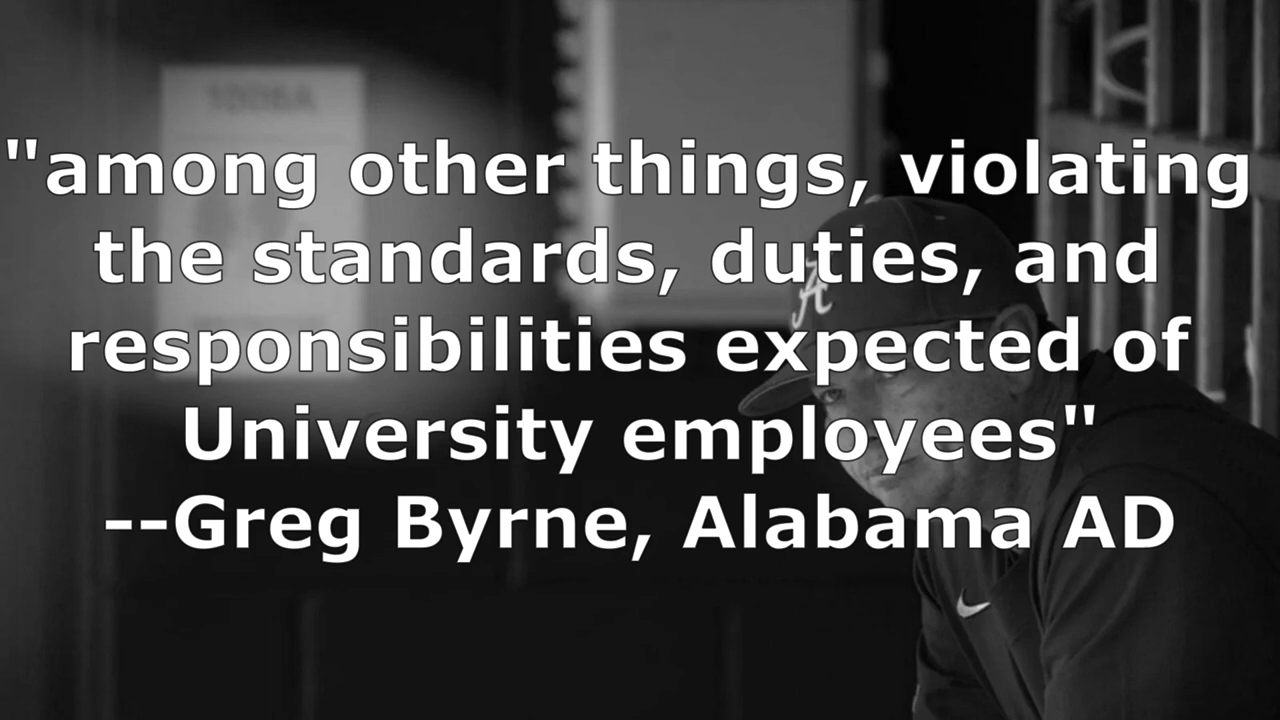 "among other things, violating
the standards, duties, and
responsibilities expected of
University employees"
--Greg Byrne, Alabama AD
A